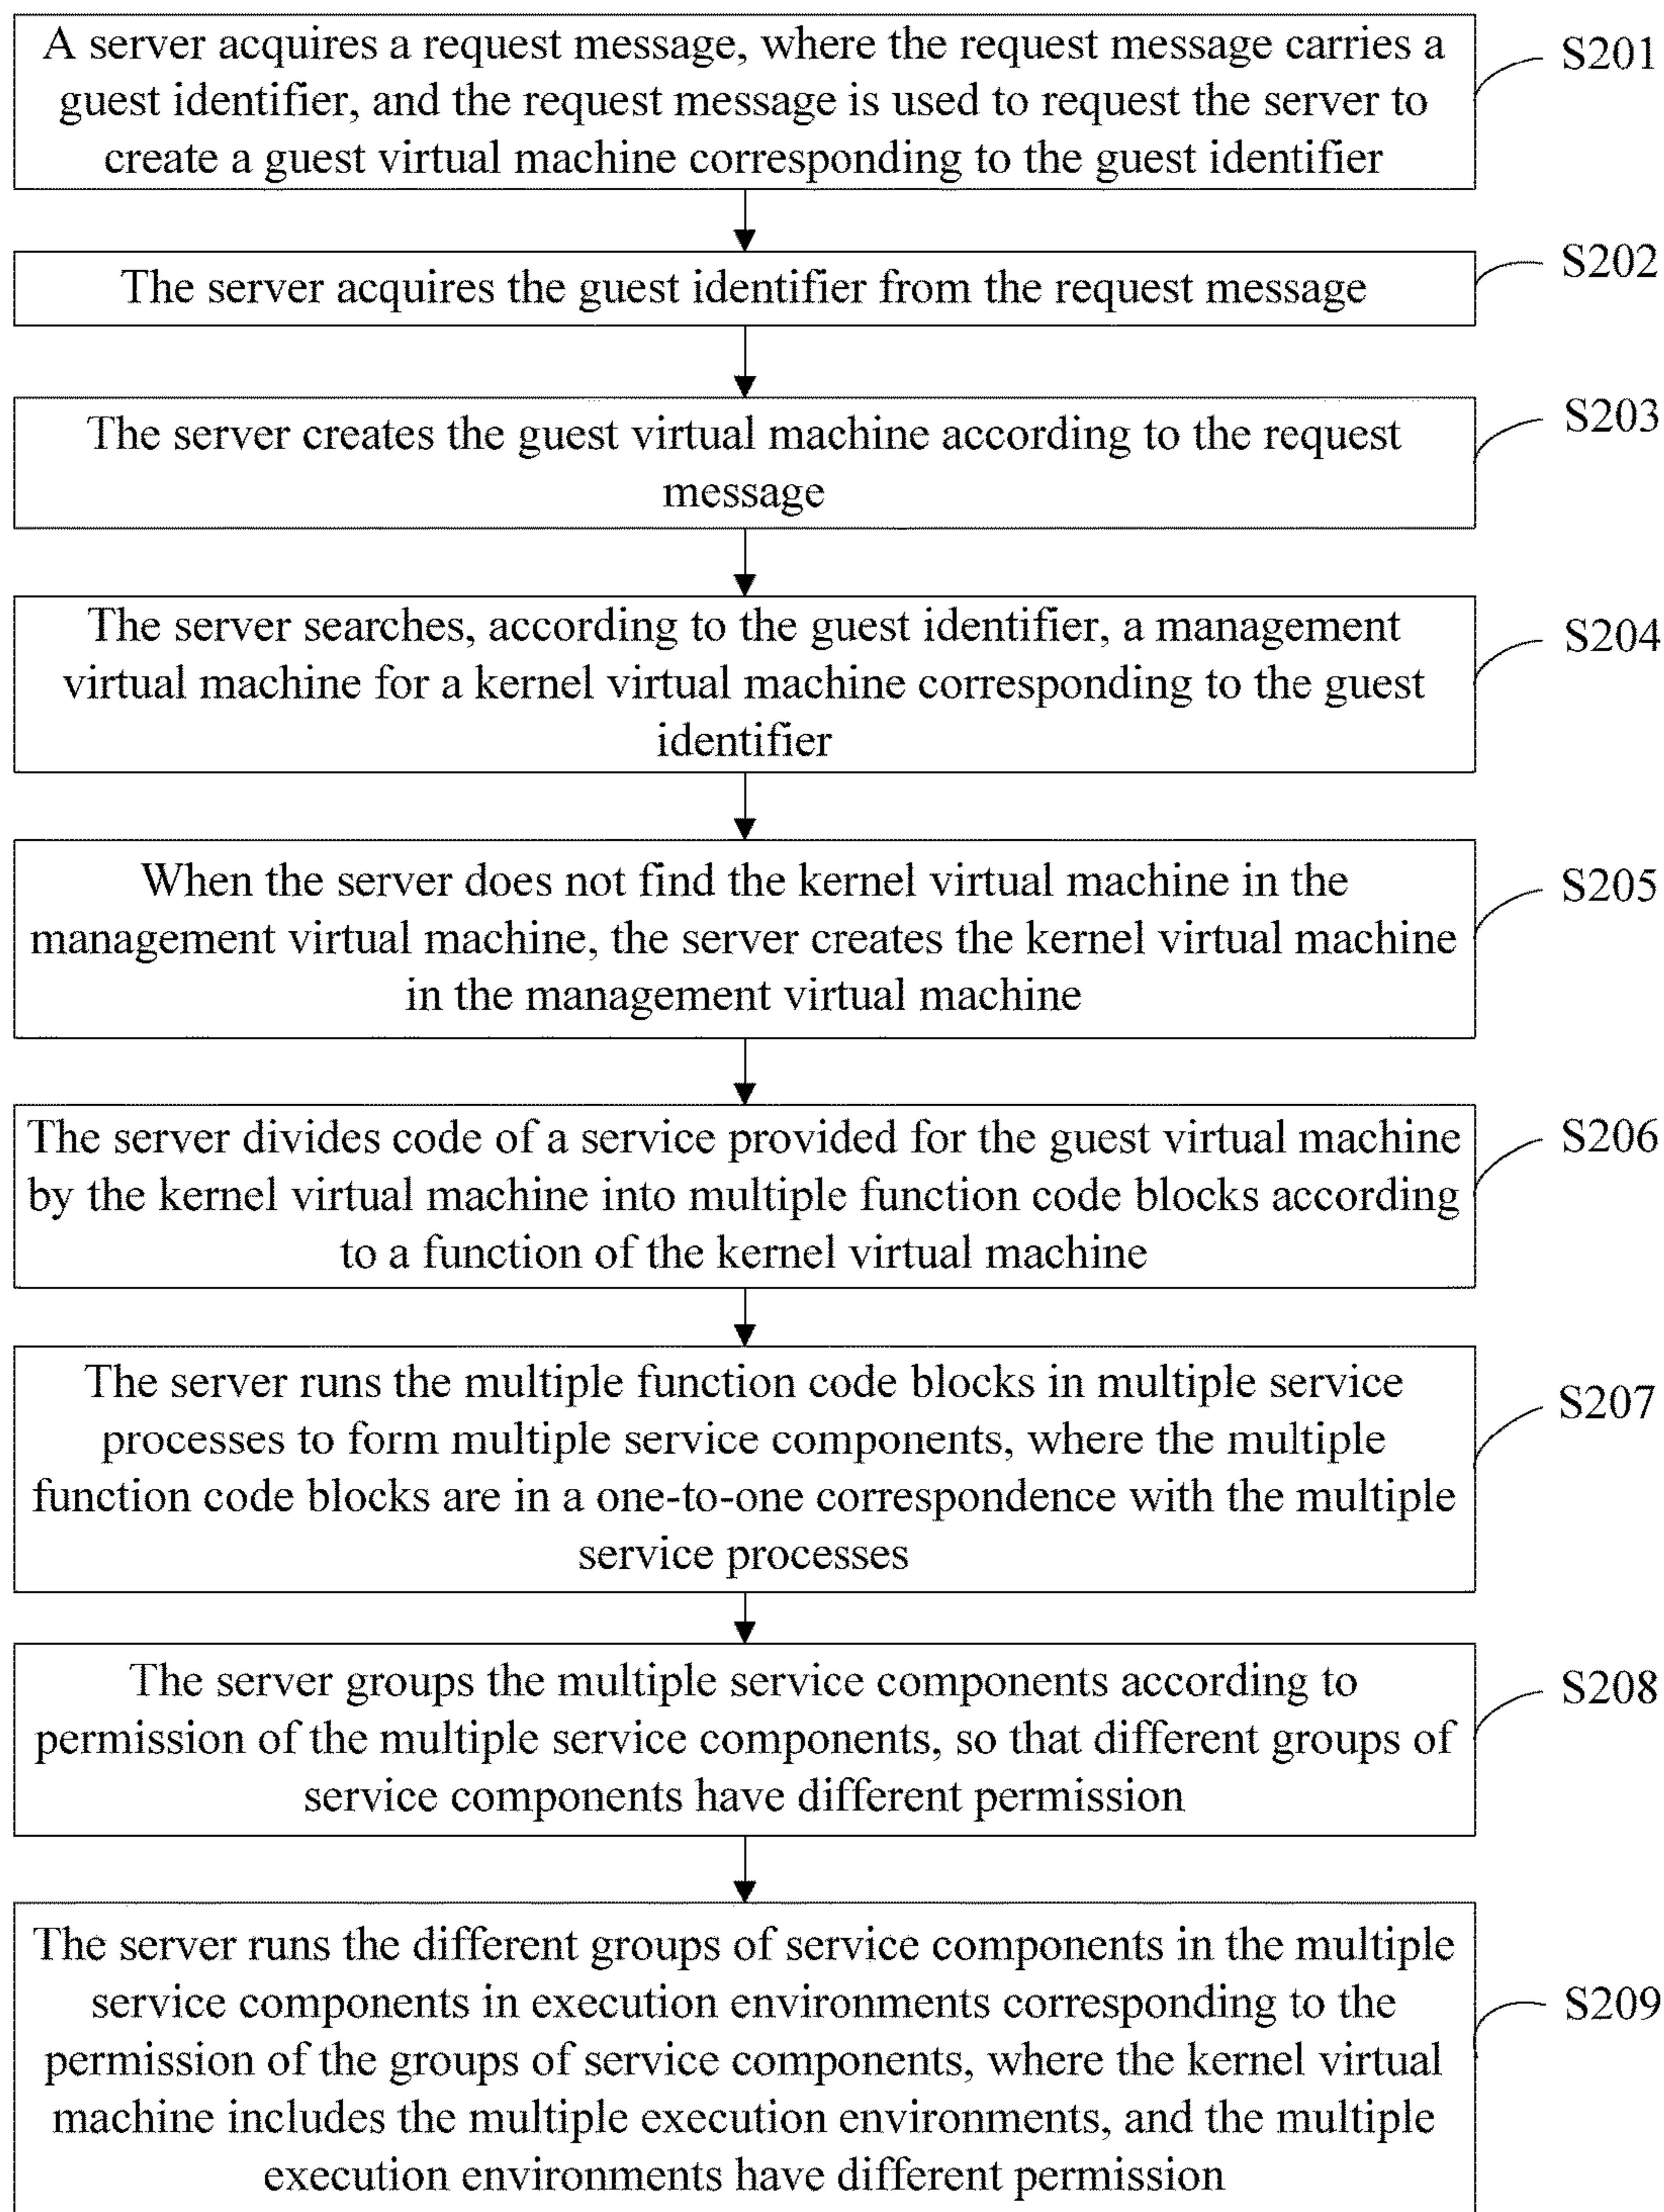 A server acquires a request message, where the request message carries a
guest identifier, and the request message is used to request the server to
create a guest virtual machine corresponding to the guest identifier
S201
The server acquires the guest identifier from the request message
S202
The server creates the guest virtual machine according to the request
message
S203
The server searches, according to the guest identifier, a management
virtual machine for a kernel virtual machine corresponding to the guest
identifier
S204
When the server does not find the kernel virtual machine in the
management virtual machine, the server creates the kernel virtual machine
in the management virtual machine
S205
The server divides code of a service provided for the guest virtual machine
by the kernel virtual machine into multiple function code blocks according
to a function of the kernel virtual machine
S206
The server runs the multiple function code blocks in multiple service
processes to form multiple service components, where the multiple
function code blocks are in a one-to-one correspondence with the multiple
service processes
S207
The server groups the multiple service components according to
permission of the multiple service components, so that different groups of
service components have different permission
S208
The server runs the different groups of service components in the multiple
service components in execution environments corresponding to the
permission of the groups of service components, where the kernel virtual
machine includes the multiple execution environments, and the multiple
execution environments have different permission
S209